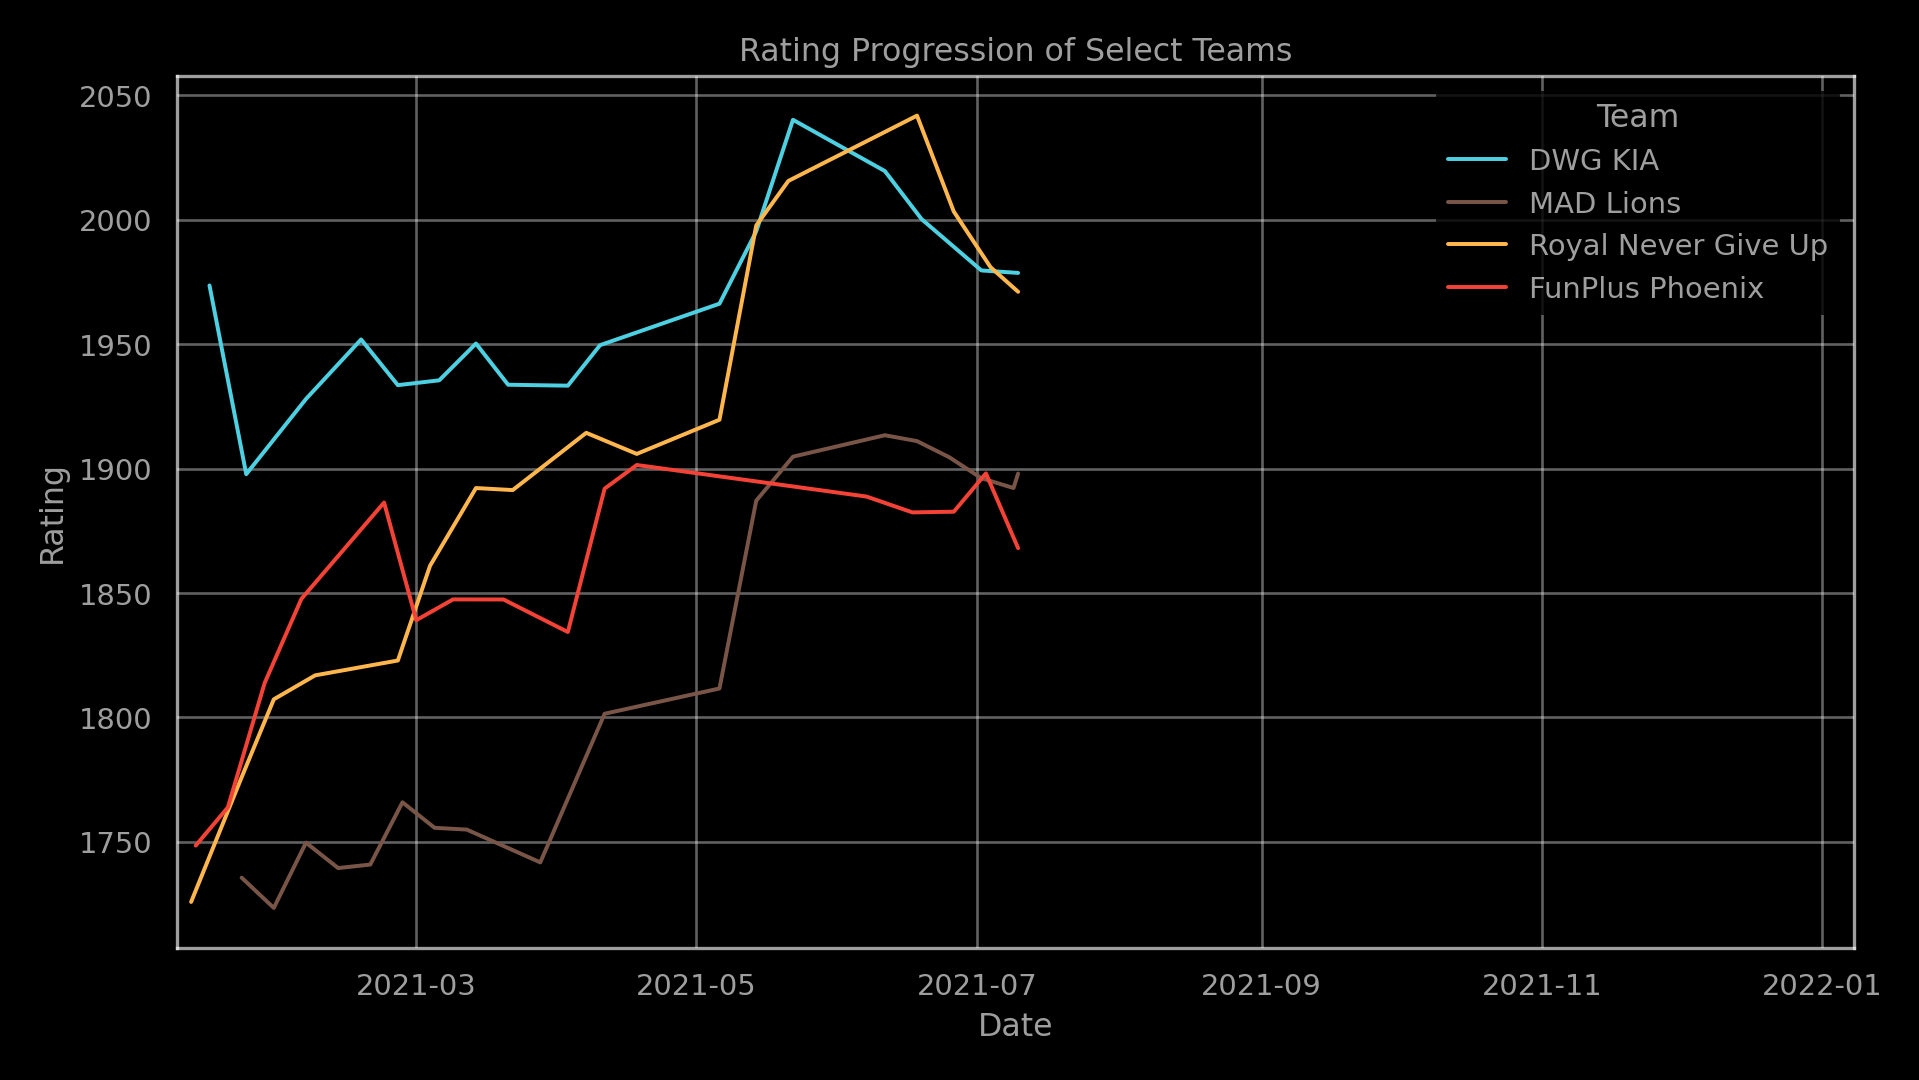 Rating Progression of Select Teams
2050
2000
1950
1900
1850
1800
1750
Rating
Team
DWG KIA
MAD Lions
Royal Never Give Up
FunPlus Phoenix
2021-03
2021-05
2021-07
2021-09
2021-11
2022-01
Date